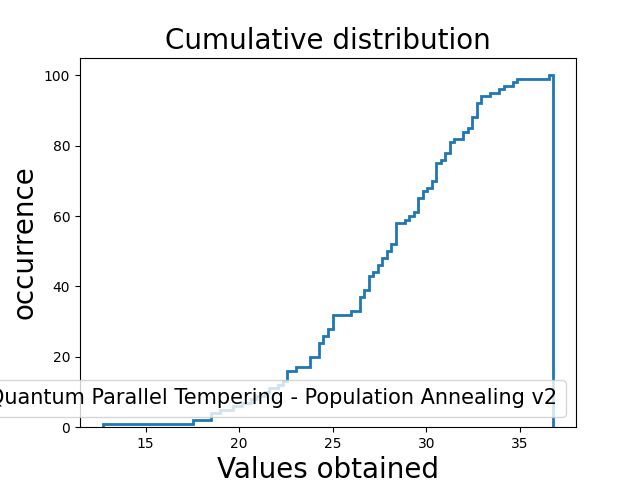 Cumulative distribution
occurrence
100
80
60
40
20
0
Quantum Parallel Tempering - Population Annealing v2
15 20 25 30 35
Values obtained